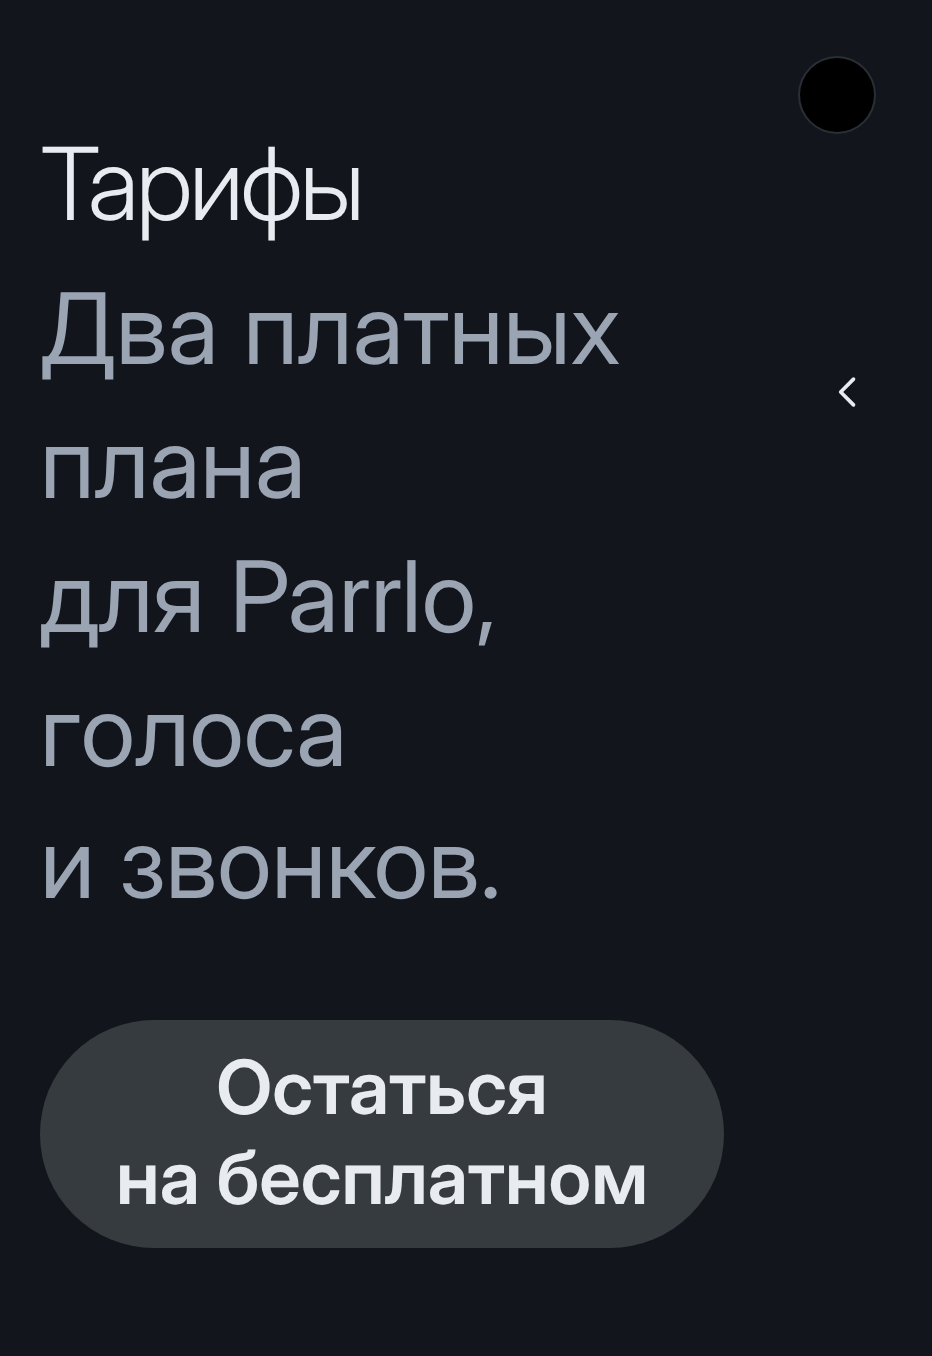 Тарифы
Два платных
плана
для Parrlo,
голоса
и звонков.
Остаться
на бесплатном